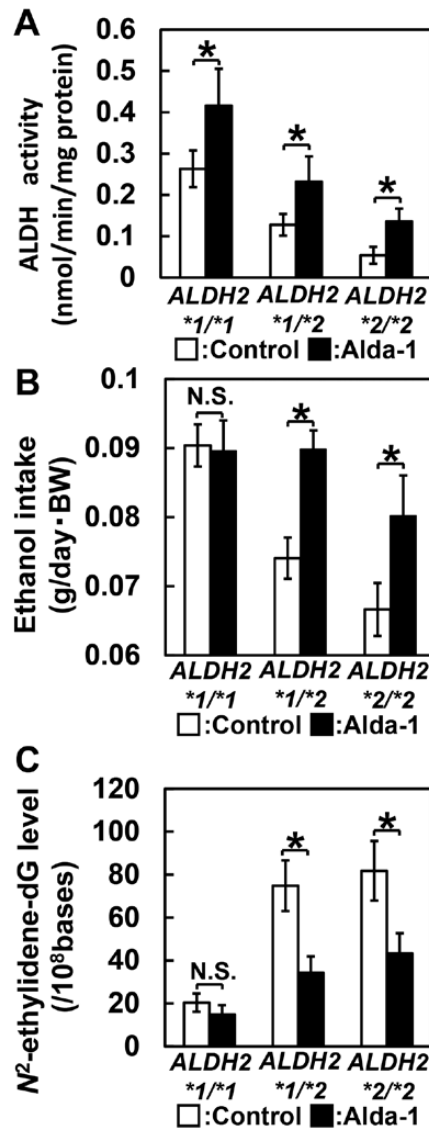 A
ALDH activity
(nmol/min/mg protein)
0.6
0.5
0.4
0.3
0.2
0.1
0
*
*
*
ALDH2 ALDH2 ALDH2
*1/*1 *1/*2 *2/*2
:Control :Alda-1
B
Ethanol intake
(g/day·BW)
0.1
0.09
0.08
0.07
0.06
N.S.
*
*
ALDH2 ALDH2 ALDH2
*1/*1 *1/*2 *2/*2
:Control :Alda-1
C
N²-ethylidene-dG level
(/10⁸bases)
120
100
80
60
40
20
0
N.S.
*
*
ALDH2 ALDH2 ALDH2
*1/*1 *1/*2 *2/*2
:Control :Alda-1